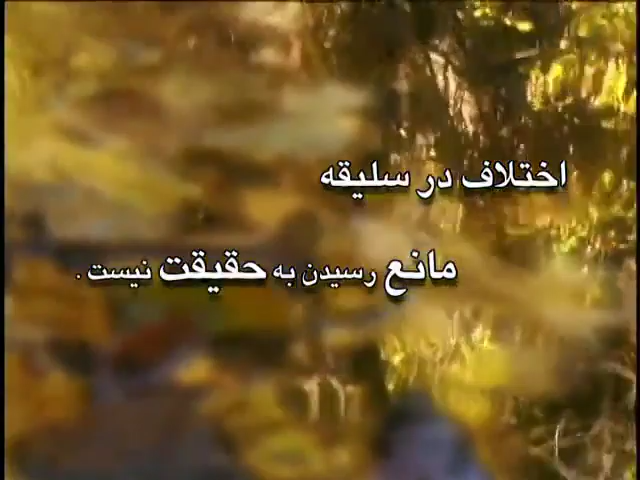 اختلاف در سلیقه
مانع رسیدن به حقیقت نیست .